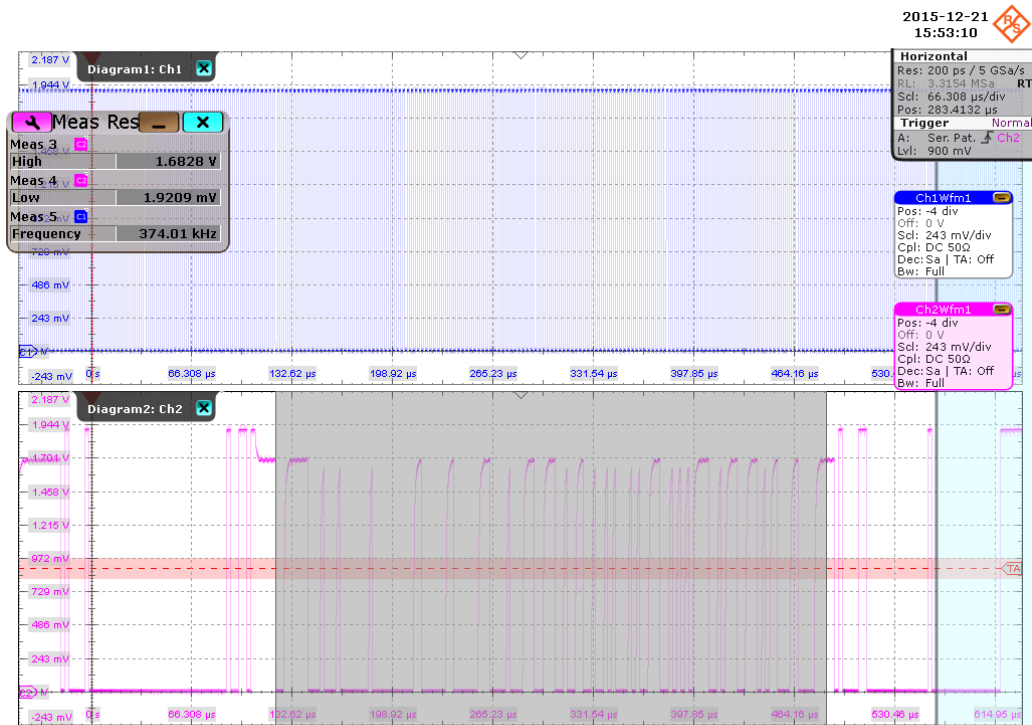 2015-12-21
15:53:10
R S
Horizontal
Res: 200 ps / 5 GSa/s
RL: 3.3154 MSa RT
Scl: 66.308 µs/div
Pos: 283.4132 µs
Trigger Normal
A: Ser. Pat. Ch2
Lvl: 900 mV
Diagram1: Ch1
2.187 V
1.944 V
Meas Res
Meas 3 C2
High 1.6828 V
Meas 4 C2
Low 1.9209 mV
Meas 5 C1
Frequency 374.01 kHz
486 mV
243 mV
C1
-243 mV
0 s
66.308 µs
132.62 µs
198.92 µs
265.23 µs
331.54 µs
397.85 µs
464.16 µs
530.
Ch1Wfm1
Pos: -4 div
Off: 0 V
Scl: 243 mV/div
Cpl: DC 50Ω
Dec: Sa | TA: Off
Bw: Full
Ch2Wfm1
Pos: -4 div
Off: 0 V
Scl: 243 mV/div
Cpl: DC 50Ω
Dec: Sa | TA: Off
Bw: Full
Diagram2: Ch2
2.187 V
1.944 V
1.701 V
1.458 V
1.215 V
972 mV
TA
729 mV
486 mV
243 mV
C2
-243 mV
0 s
66.308 µs
132.62 µs
198.92 µs
265.23 µs
331.54 µs
397.85 µs
464.16 µs
530.46 µs
614.95 µs